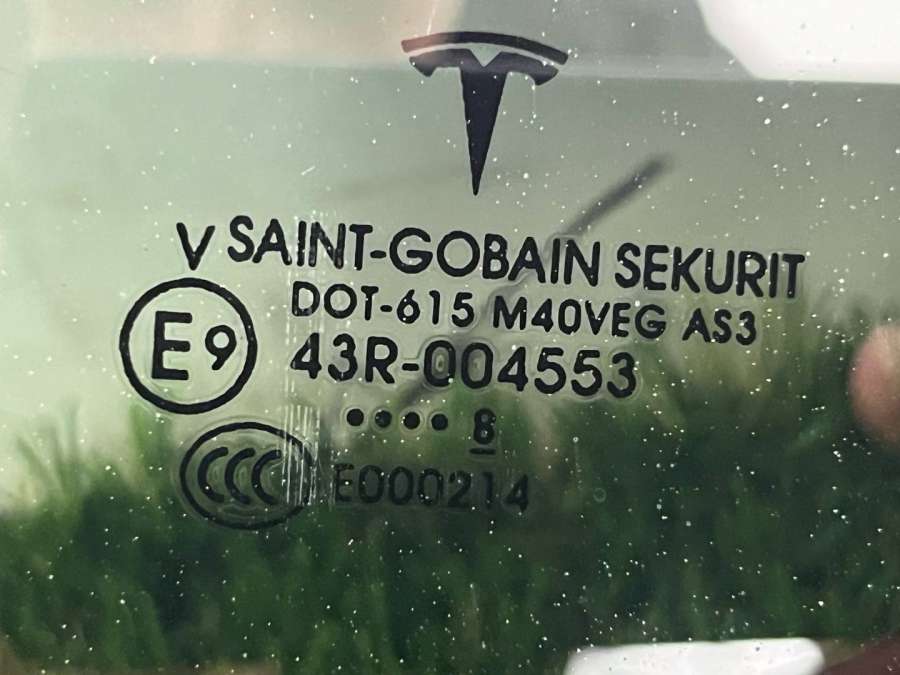 V SAINT-GOBAIN SEKURIT
DOT-615 M40VEG AS3
E9 43R-004553
•••• 8
CCC E000214